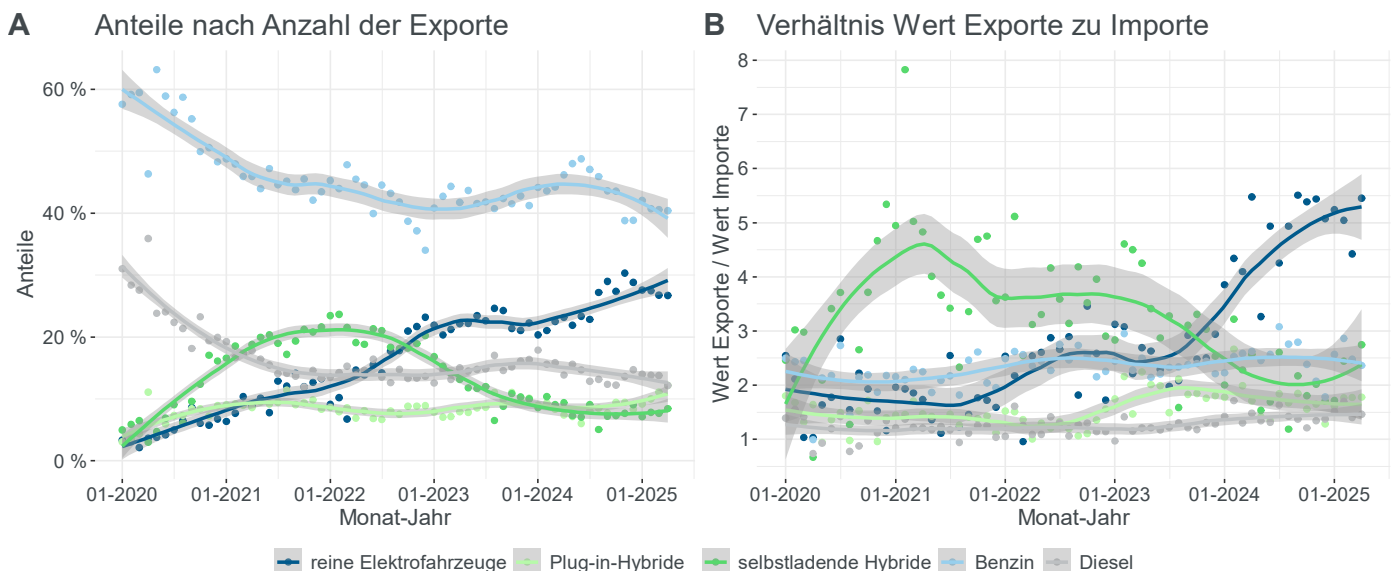 A Anteile nach Anzahl der Exporte
60 %
40 %
20 %
0 %
Anteile
01-2020 01-2021 01-2022 01-2023 01-2024 01-2025
Monat-Jahr
B Verhältnis Wert Exporte zu Importe
8
7
6
5
4
3
2
1
Wert Exporte / Wert Importe
01-2020 01-2021 01-2022 01-2023 01-2024 01-2025
Monat-Jahr
reine Elektrofahrzeuge Plug-in-Hybride selbstladende Hybride Benzin Diesel